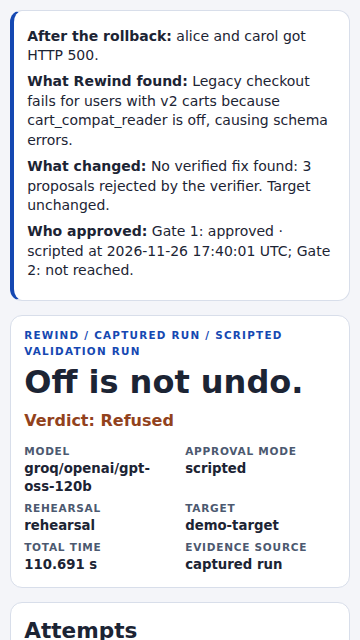 After the rollback: alice and carol got
HTTP 500.
What Rewind found: Legacy checkout
fails for users with v2 carts because
cart_compat_reader is off, causing schema
errors.
What changed: No verified fix found: 3
proposals rejected by the verifier. Target
unchanged.
Who approved: Gate 1: approved ·
scripted at 2026-11-26 17:40:01 UTC; Gate
2: not reached.
REWIND / CAPTURED RUN / SCRIPTED
VALIDATION RUN
Off is not undo.
Verdict: Refused
MODEL
groq/openai/gpt-
oss-120b
APPROVAL MODE
scripted
REHEARSAL
rehearsal
TARGET
demo-target
TOTAL TIME
110.691 s
EVIDENCE SOURCE
captured run
Attempts